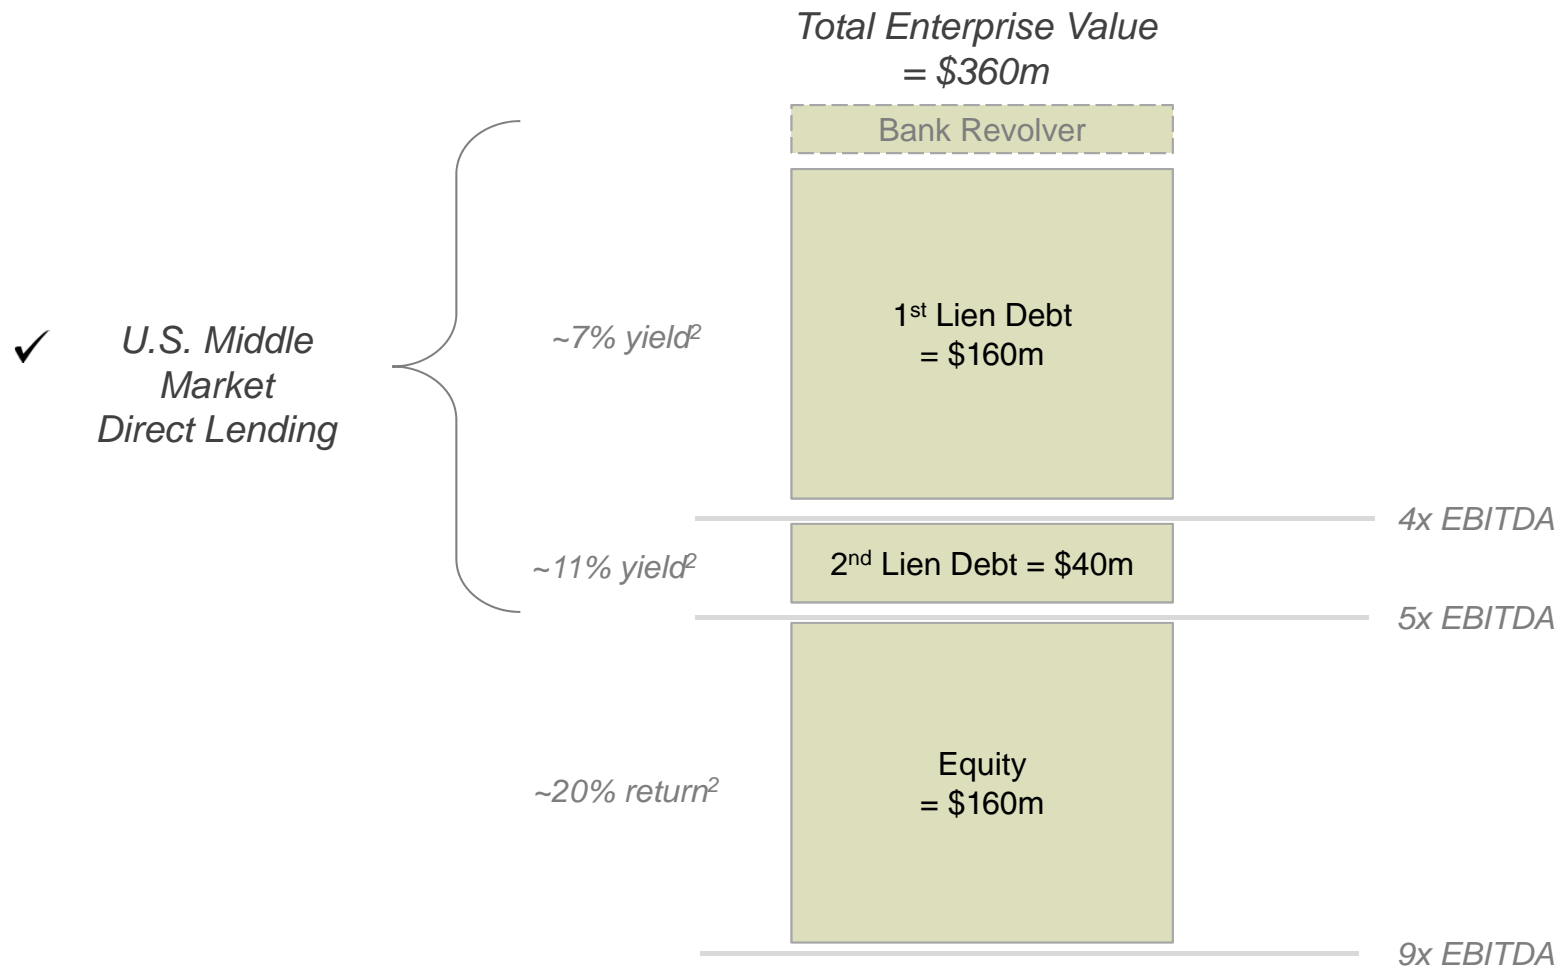 Total Enterprise Value
= $360m
Bank Revolver
1st Lien Debt
= $160m
~7% yield2
✓ U.S. Middle
Market
Direct Lending
4x EBITDA
~11% yield2
2nd Lien Debt = $40m
5x EBITDA
Equity
= $160m
~20% return2
9x EBITDA